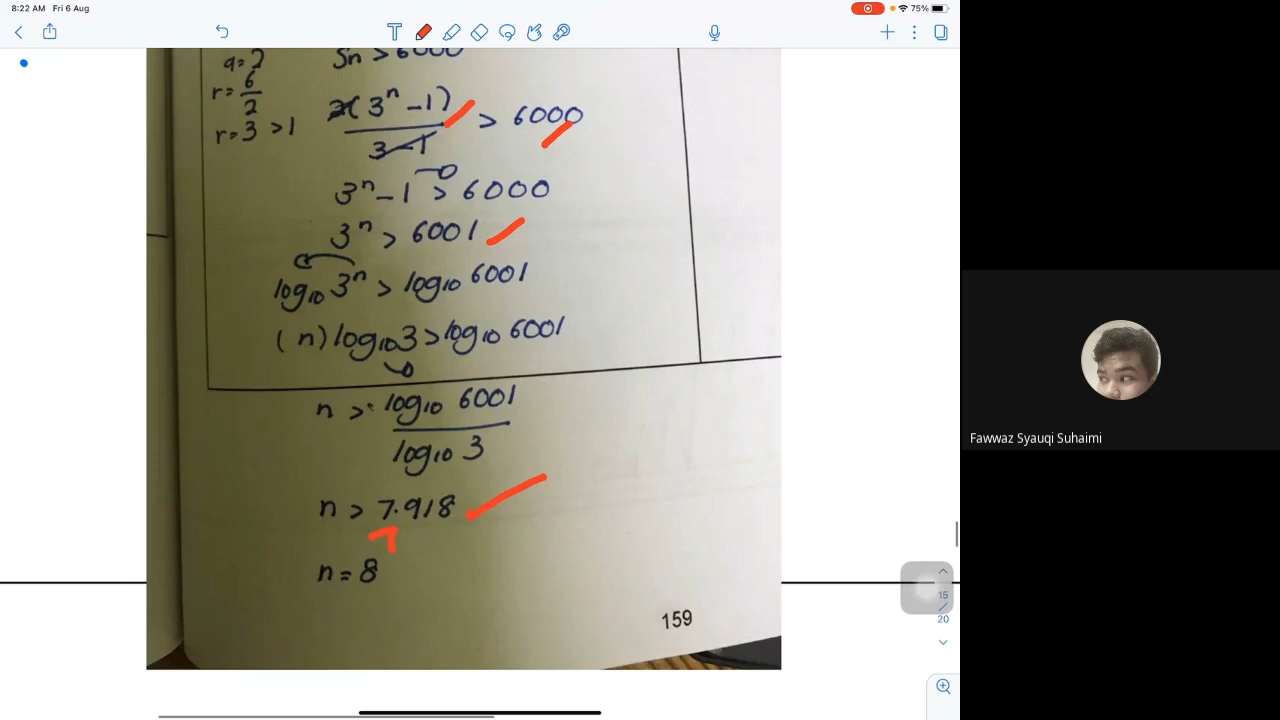 8:22 AM Fri 6 Aug
75%
T
a = 2
r = 6/2
r = 3 > 1
Sn > 6000
2(3ⁿ - 1) / 3 - 1 > 6000
3ⁿ - 1 > 6000
3ⁿ > 6001
log₁₀ 3ⁿ > log₁₀ 6001
(n) log₁₀ 3 > log₁₀ 6001
n > log₁₀ 6001 / log₁₀ 3
n > 7.918
n = 8
159
15
/
20
Fawwaz Syauqi Suhaimi